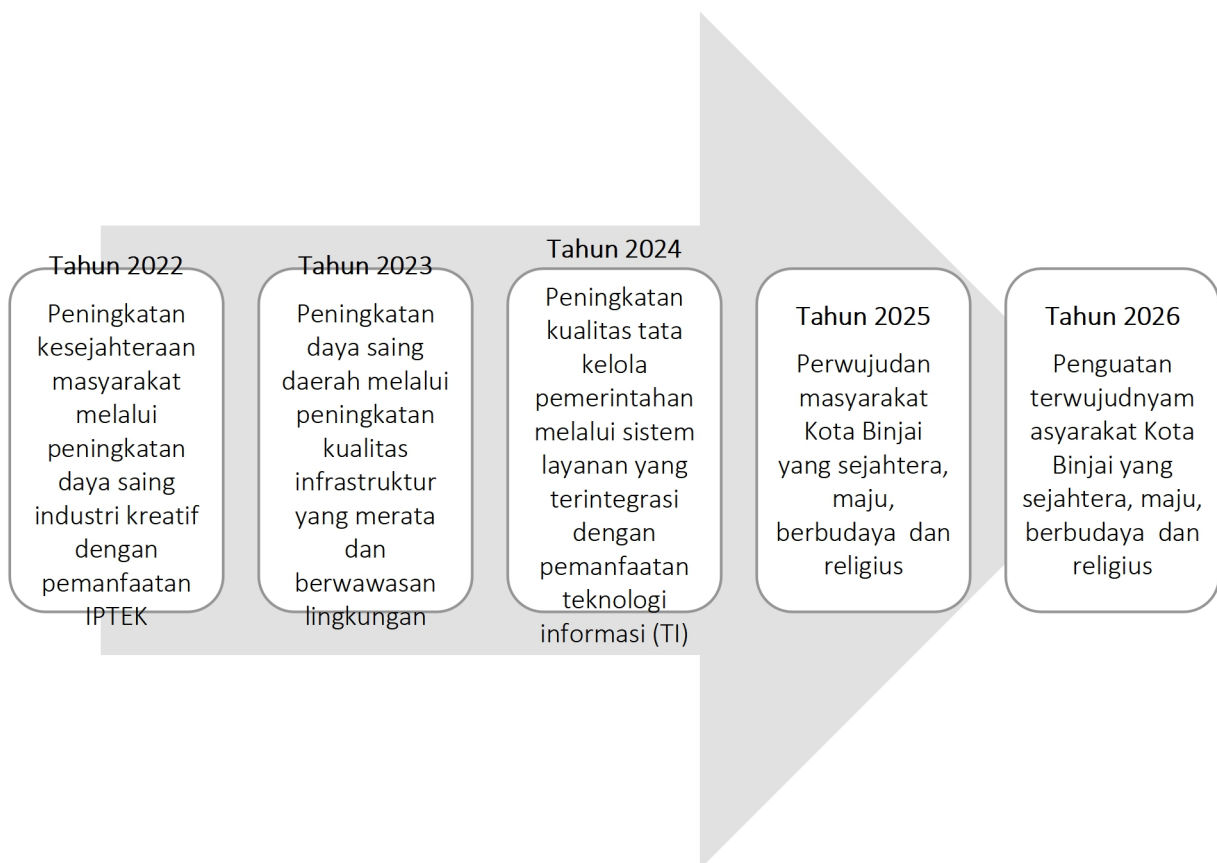 Tahun 2022
Peningkatan
kesejahteraan
masyarakat
melalui
peningkatan
daya saing
industri kreatif
dengan
pemanfaatan
IPTEK
Tahun 2023
Peningkatan
daya saing
daerah melalui
peningkatan
kualitas
infrastruktur
yang merata
dan
berwawasan
lingkungan
Tahun 2024
Peningkatan
kualitas tata
kelola
pemerintahan
melalui sistem
layanan yang
terintegrasi
dengan
pemanfaatan
teknologi
informasi (TI)
Tahun 2025
Perwujudan
masyarakat
Kota Binjai
yang sejahtera,
maju,
berbudaya  dan
religius
Tahun 2026
Penguatan
terwujudnyam
asyarakat Kota
Binjai yang
sejahtera, maju,
berbudaya  dan
religius